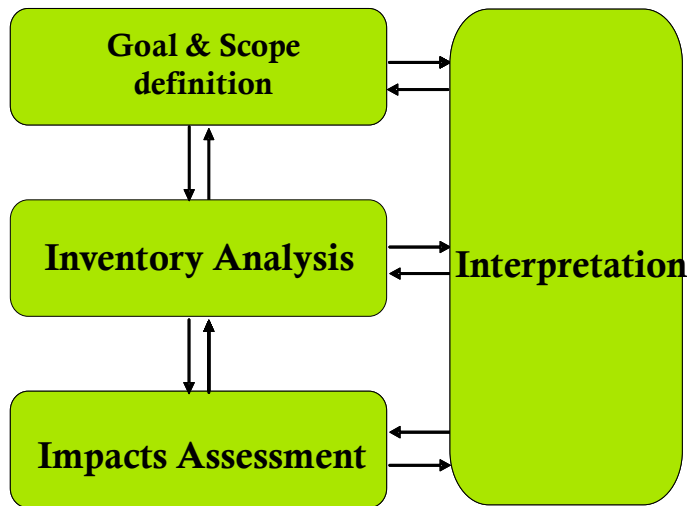 Goal & Scope
definition
Inventory Analysis
Interpretation
Impacts Assessment